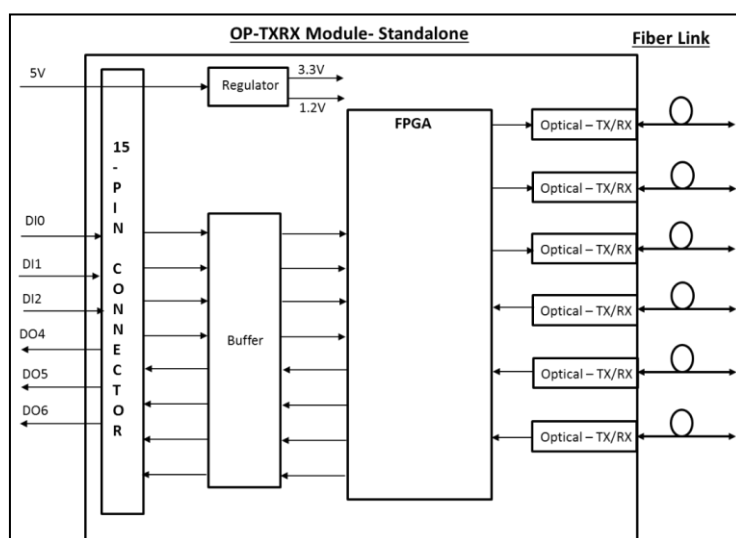 OP-TXRX Module- Standalone
Fiber Link
5V
Regulator
3.3V
1.2V
FPGA
15
-
P
I
N
C
O
N
N
E
C
T
O
R
Optical – TX/RX
Optical – TX/RX
Optical – TX/RX
Optical – TX/RX
Optical – TX/RX
Optical – TX/RX
DI0
DI1
DI2
DO4
DO5
DO6
Buffer